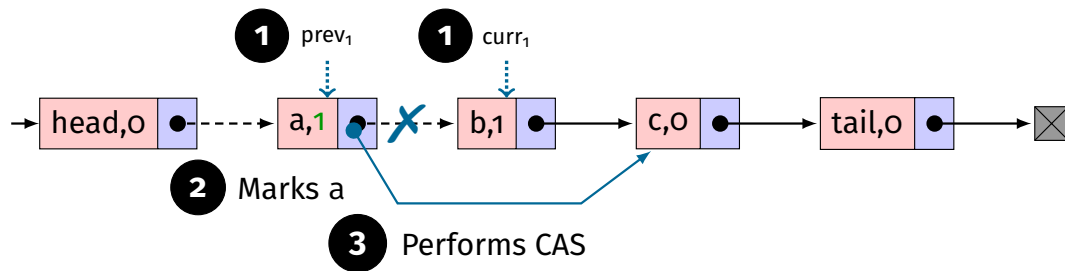 1 prev₁ 1 curr₁
head,0 a,1 b,1 c,0 tail,0
2 Marks a
3 Performs CAS